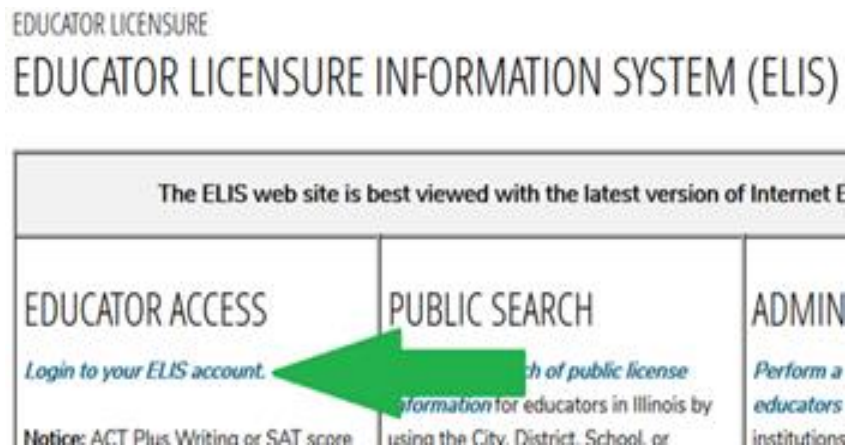 EDUCATOR LICENSURE
EDUCATOR LICENSURE INFORMATION SYSTEM (ELIS)
The ELIS web site is best viewed with the latest version of Internet E
EDUCATOR ACCESS
Login to your ELIS account.
Notice: ACT Plus Writing or SAT score
PUBLIC SEARCH
of public license
information for educators in Illinois by
using the City, District, School, or
ADMIN
Perform a
educators
institutions